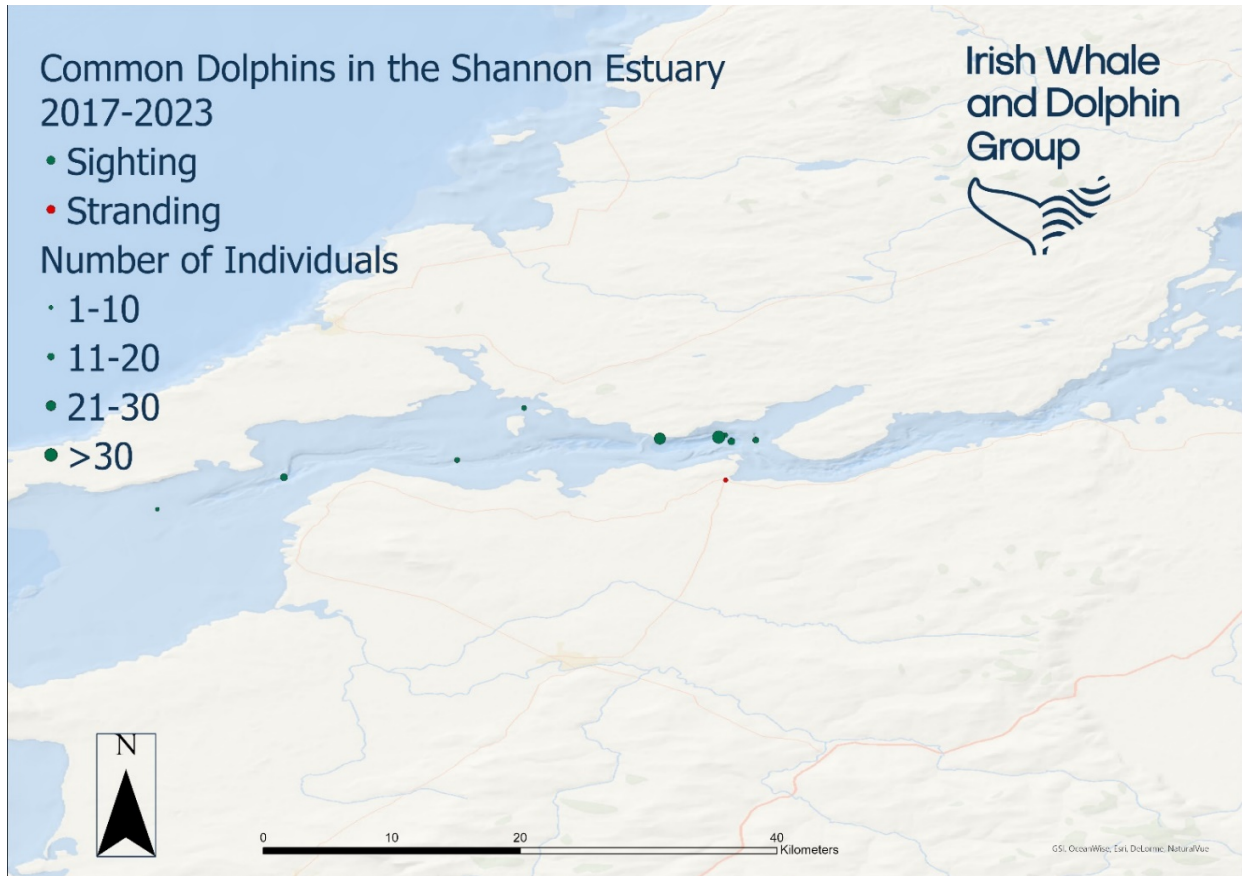 Common Dolphins in the Shannon Estuary
2017-2023
Sighting
Stranding
Number of Individuals
1-10
11-20
21-30
>30
Irish Whale
and Dolphin
Group
N
0 10 20 40
Kilometers
GSI, OceanWise, Esri, DeLorme, NaturalVue